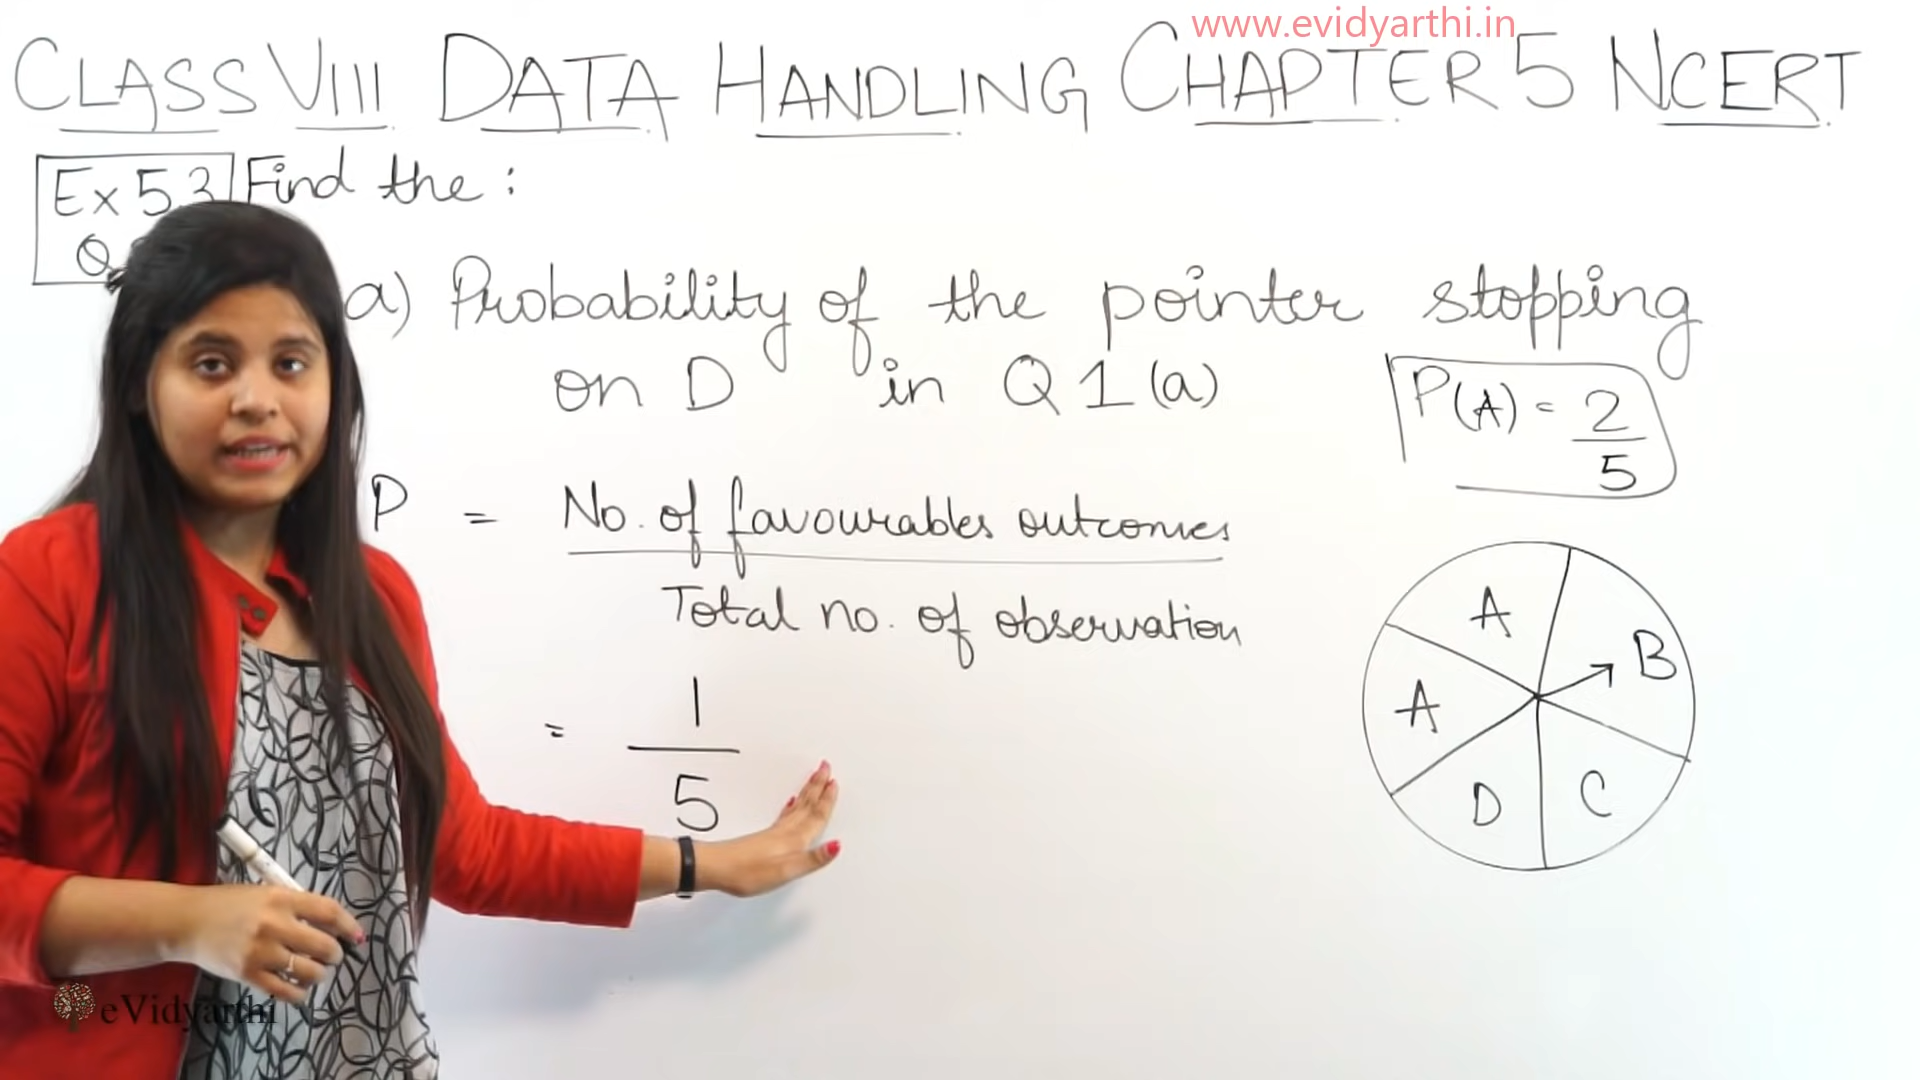 www.evidyarthi.in
CLASS VIII DATA HANDLING CHAPTER 5 NCERT
Ex 5.3 Find the :
Q.
a) Probability of the pointer stopping
on D in Q 1 (a)
P(A) = 2/5
P = No. of favourables outcomes
Total no. of observation
= 1/5
A
B
A
D C
eVidyarthi